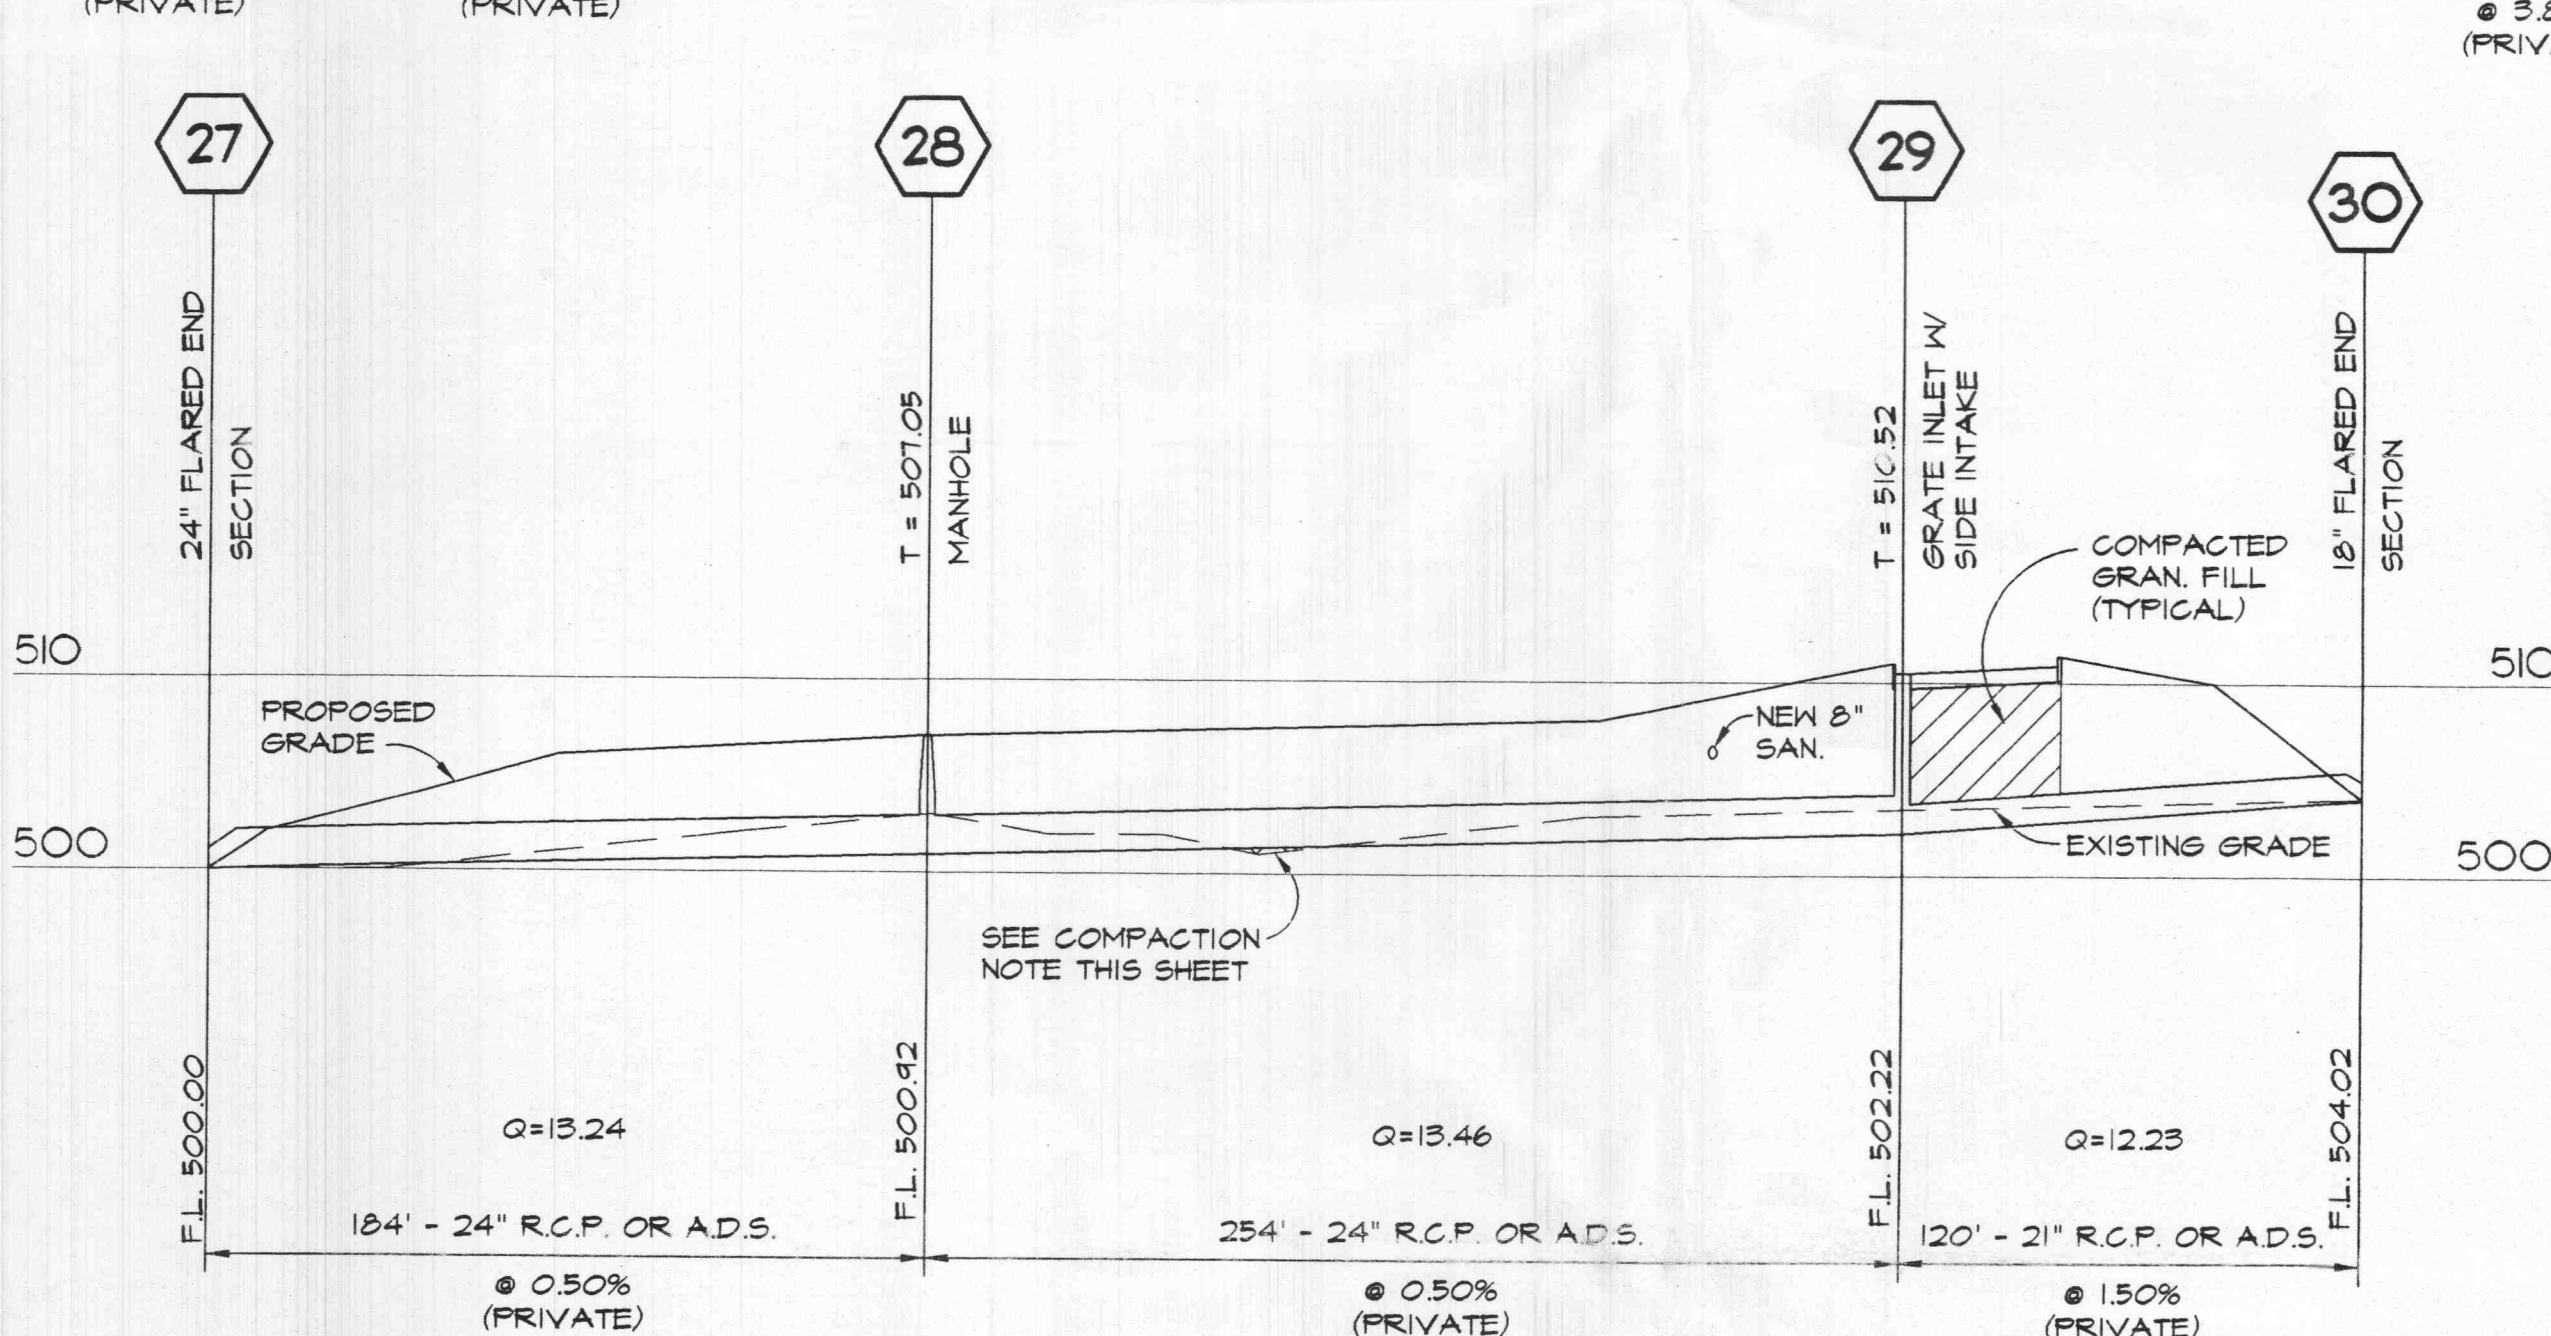 (PRIVATE)
(PRIVATE)
27
28
29
30
24" FLARED END
SECTION
T = 507.05
MANHOLE
T = 510.52
GRATE INLET W/
SIDE INTAKE
18" FLARED END
SECTION
COMPACTED
GRAN. FILL
(TYPICAL)
510
510
PROPOSED
GRADE
NEW 8"
SAN.
500
500
EXISTING GRADE
SEE COMPACTION
NOTE THIS SHEET
F.L. 500.00
F.L. 500.92
F.L. 502.22
F.L. 504.02
Q=13.24
Q=13.46
Q=12.23
184' - 24" R.C.P. OR A.D.S.
@ 0.50%
(PRIVATE)
254' - 24" R.C.P. OR A.D.S.
@ 0.50%
(PRIVATE)
120' - 21" R.C.P. OR A.D.S.
@ 1.50%
(PRIVATE)